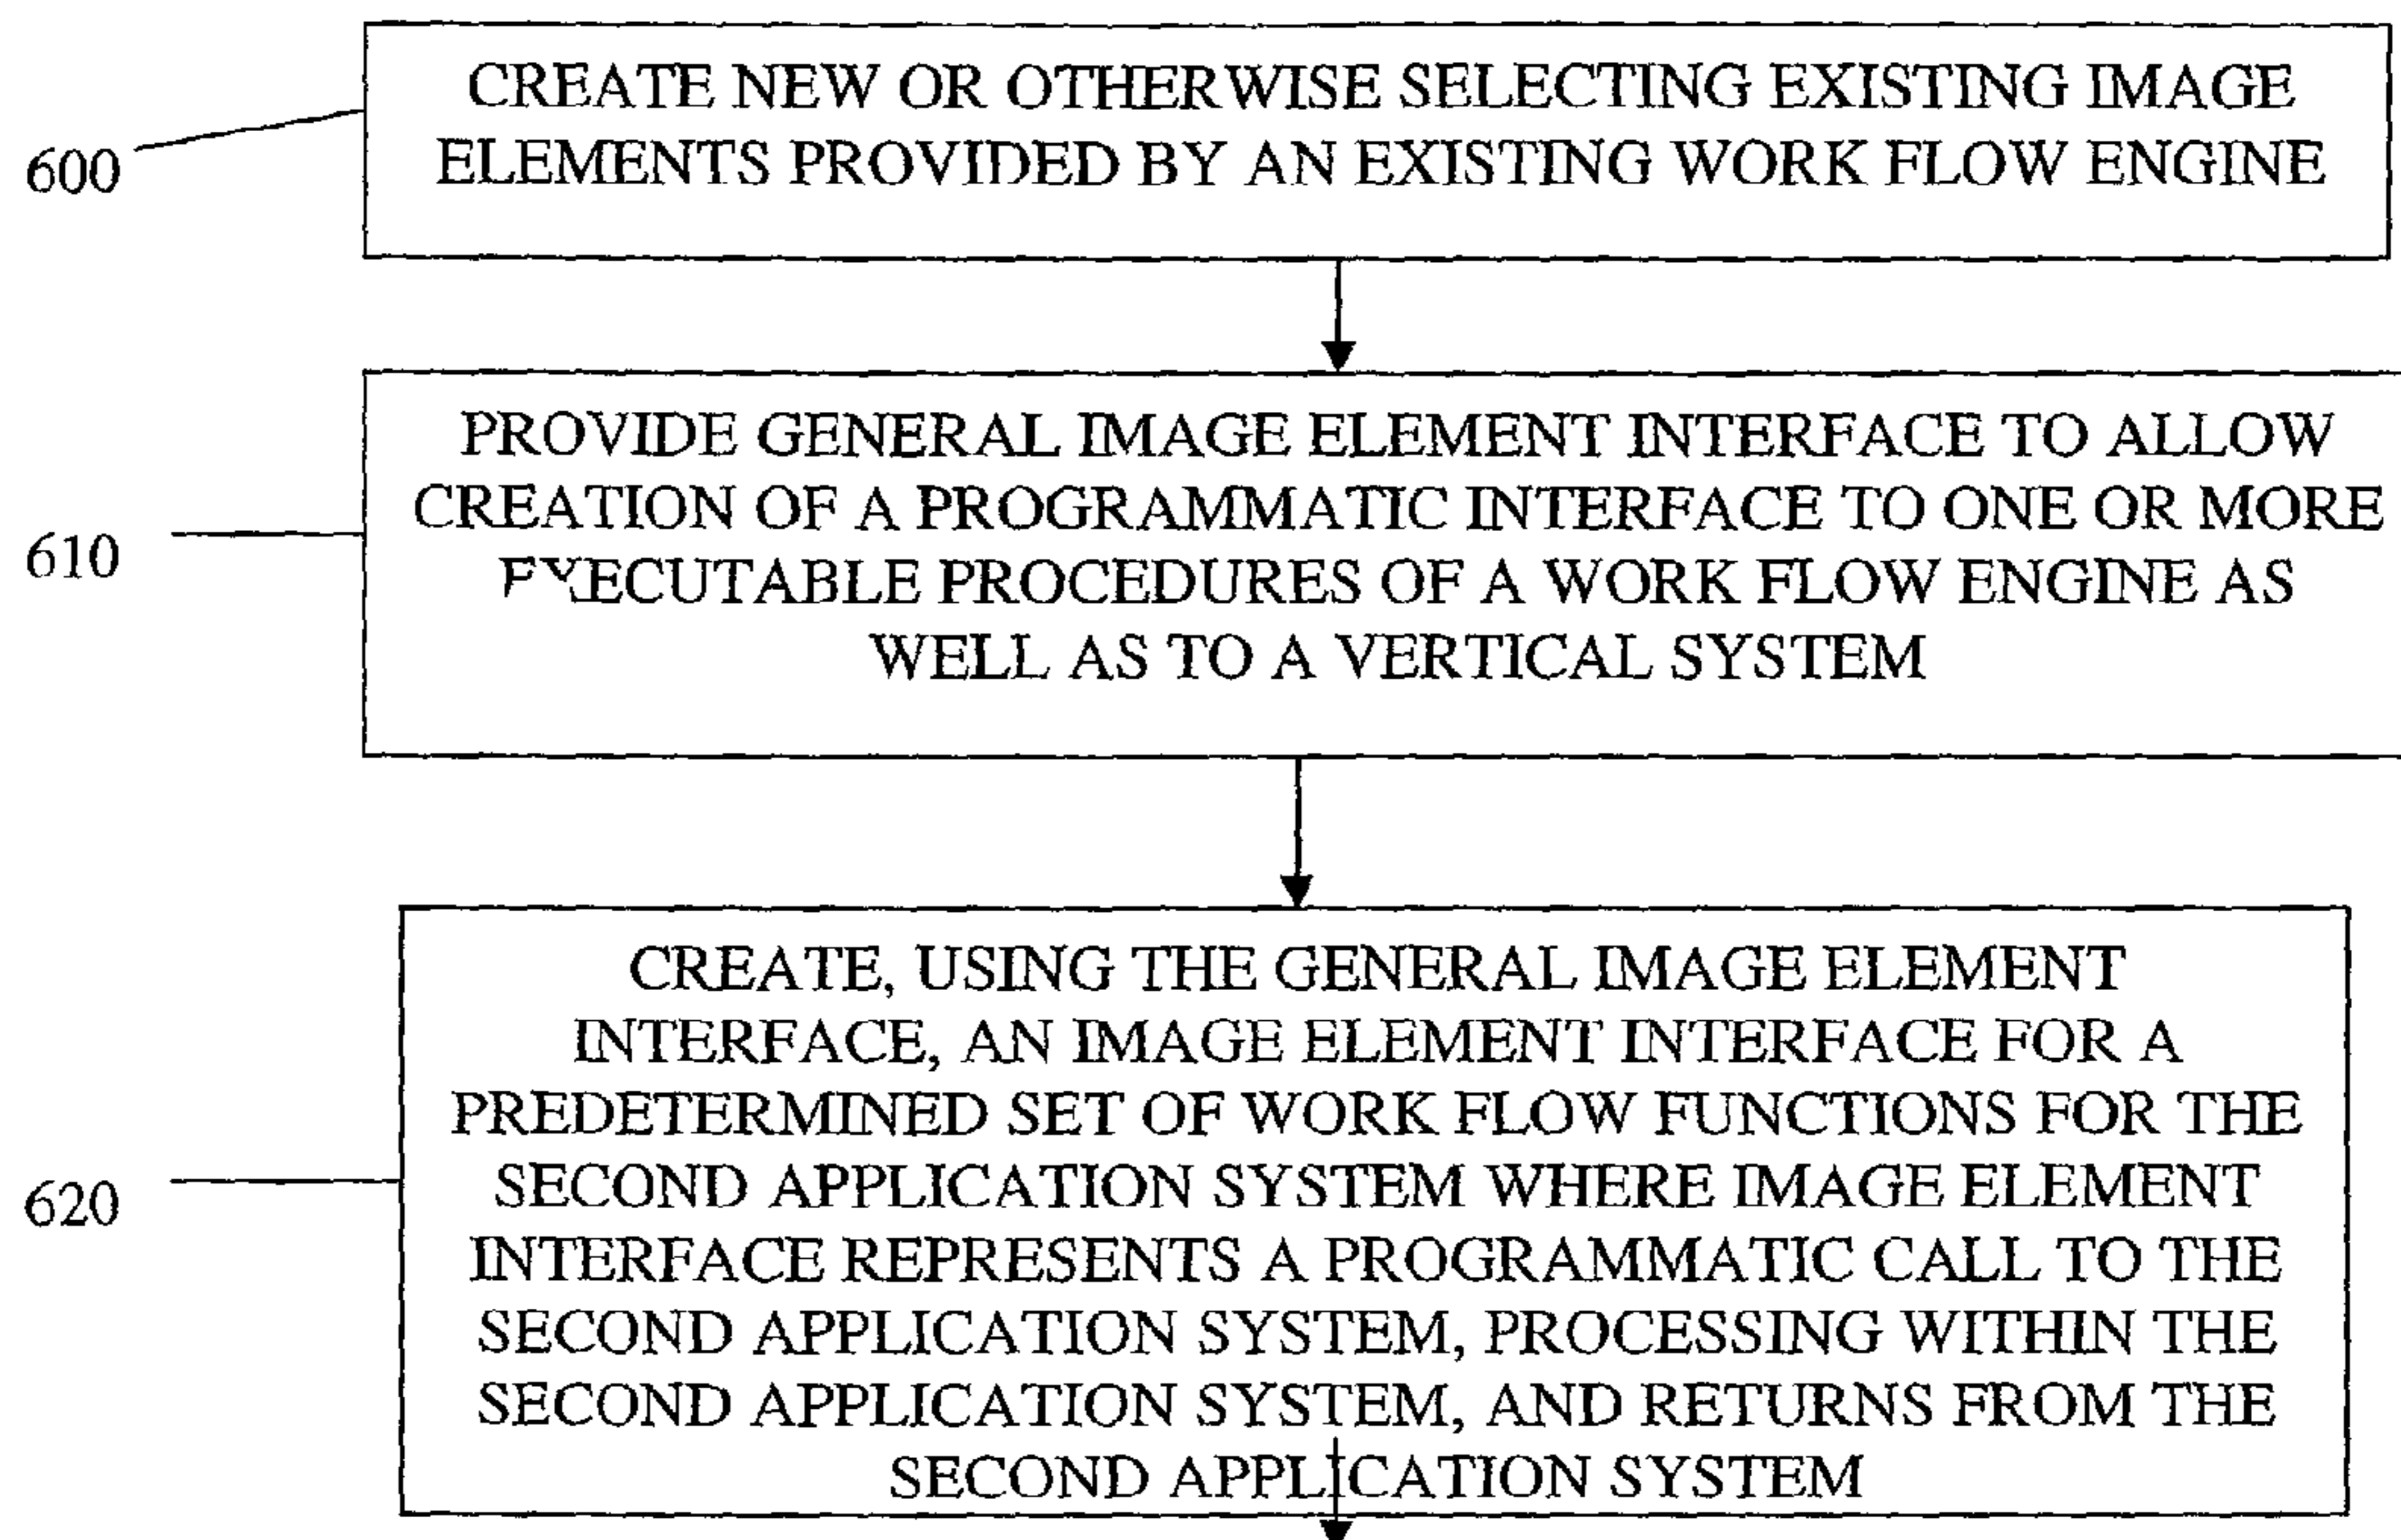 CREATE NEW OR OTHERWISE SELECTING EXISTING IMAGE
ELEMENTS PROVIDED BY AN EXISTING WORK FLOW ENGINE
600
PROVIDE GENERAL IMAGE ELEMENT INTERFACE TO ALLOW
CREATION OF A PROGRAMMATIC INTERFACE TO ONE OR MORE
EXECUTABLE PROCEDURES OF A WORK FLOW ENGINE AS
WELL AS TO A VERTICAL SYSTEM
610
CREATE, USING THE GENERAL IMAGE ELEMENT
INTERFACE, AN IMAGE ELEMENT INTERFACE FOR A
PREDETERMINED SET OF WORK FLOW FUNCTIONS FOR THE
SECOND APPLICATION SYSTEM WHERE IMAGE ELEMENT
INTERFACE REPRESENTS A PROGRAMMATIC CALL TO THE
SECOND APPLICATION SYSTEM, PROCESSING WITHIN THE
SECOND APPLICATION SYSTEM, AND RETURNS FROM THE
SECOND APPLICATION SYSTEM
620